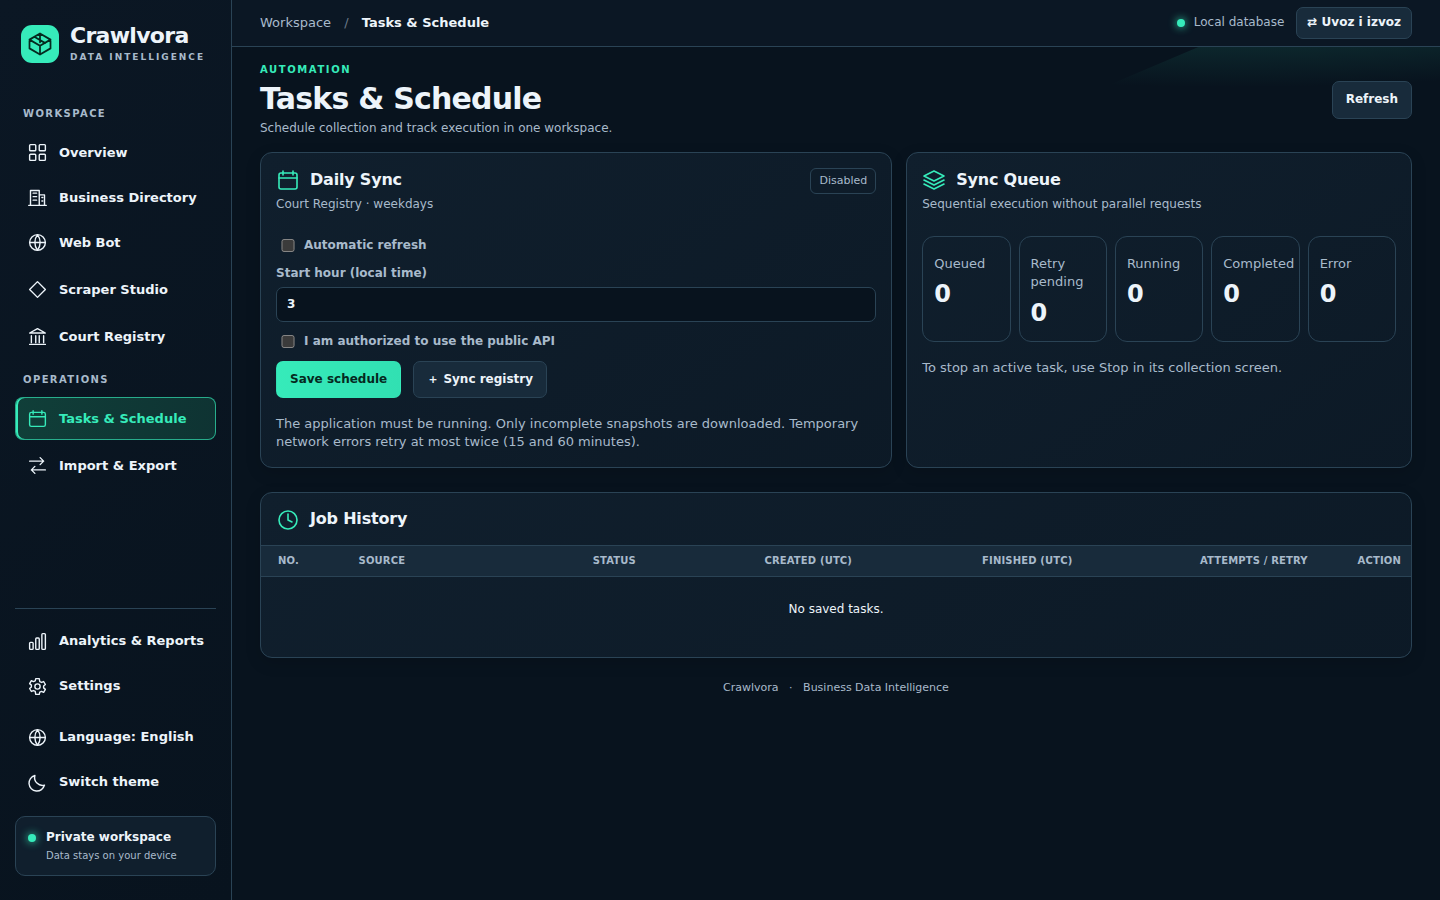 Crawlvora
DATA INTELLIGENCE
WORKSPACE
Overview
Business Directory
Web Bot
Scraper Studio
Court Registry
OPERATIONS
Tasks & Schedule
Import & Export
Analytics & Reports
Settings
Language: English
Switch theme
Private workspace
Data stays on your device
Workspace / Tasks & Schedule
Local database
⇄ Uvoz i izvoz
AUTOMATION
Tasks & Schedule
Schedule collection and track execution in one workspace.
Refresh
Daily Sync
Disabled
Court Registry · weekdays
Automatic refresh
Start hour (local time)
3
I am authorized to use the public API
Save schedule
+ Sync registry
The application must be running. Only incomplete snapshots are downloaded. Temporary
network errors retry at most twice (15 and 60 minutes).
Sync Queue
Sequential execution without parallel requests
Queued
0
Retry
pending
0
Running
0
Completed
0
Error
0
To stop an active task, use Stop in its collection screen.
Job History
NO. SOURCE STATUS CREATED (UTC) FINISHED (UTC) ATTEMPTS / RETRY ACTION
No saved tasks.
Crawlvora · Business Data Intelligence